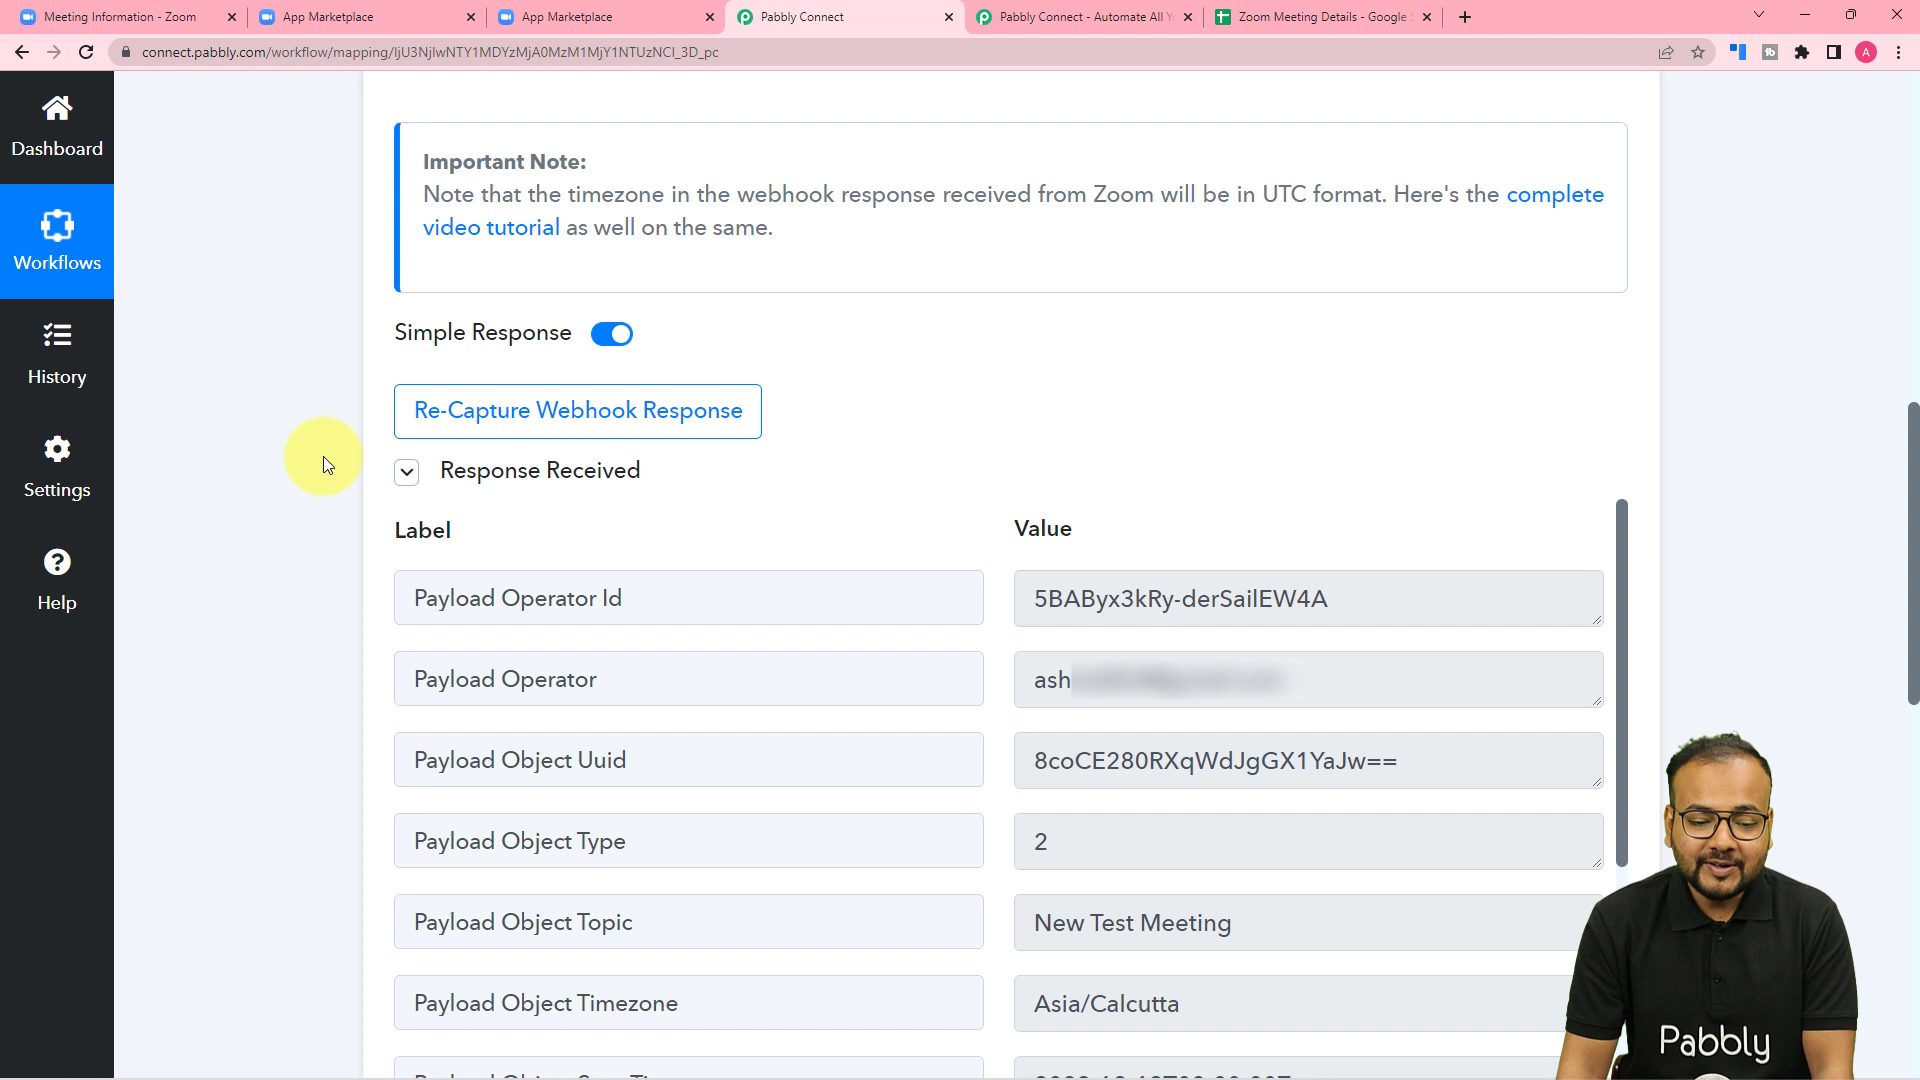 Meeting Information - Zoom
App Marketplace
App Marketplace
Pabbly Connect
Pabbly Connect - Automate All
Zoom Meeting Details - Google
connect.pabbly.com/workflow/mapping/IjU3NjIwNTY1MDYzMjA0MzM1MjY1NTUzNCI_3D_pc
A
Dashboard
Workflows
History
Settings
Help
Important Note:
Note that the timezone in the webhook response received from Zoom will be in UTC format. Here's the complete
video tutorial as well on the same.
Simple Response
Re-Capture Webhook Response
Response Received
Label
Value
Payload Operator Id
5BAByx3kRy-derSailEW4A
Payload Operator
ash
Payload Object Uuid
8coCE280RXqWdJgGX1YaJw==
Payload Object Type
2
Payload Object Topic
New Test Meeting
Payload Object Timezone
Asia/Calcutta
Pabbly